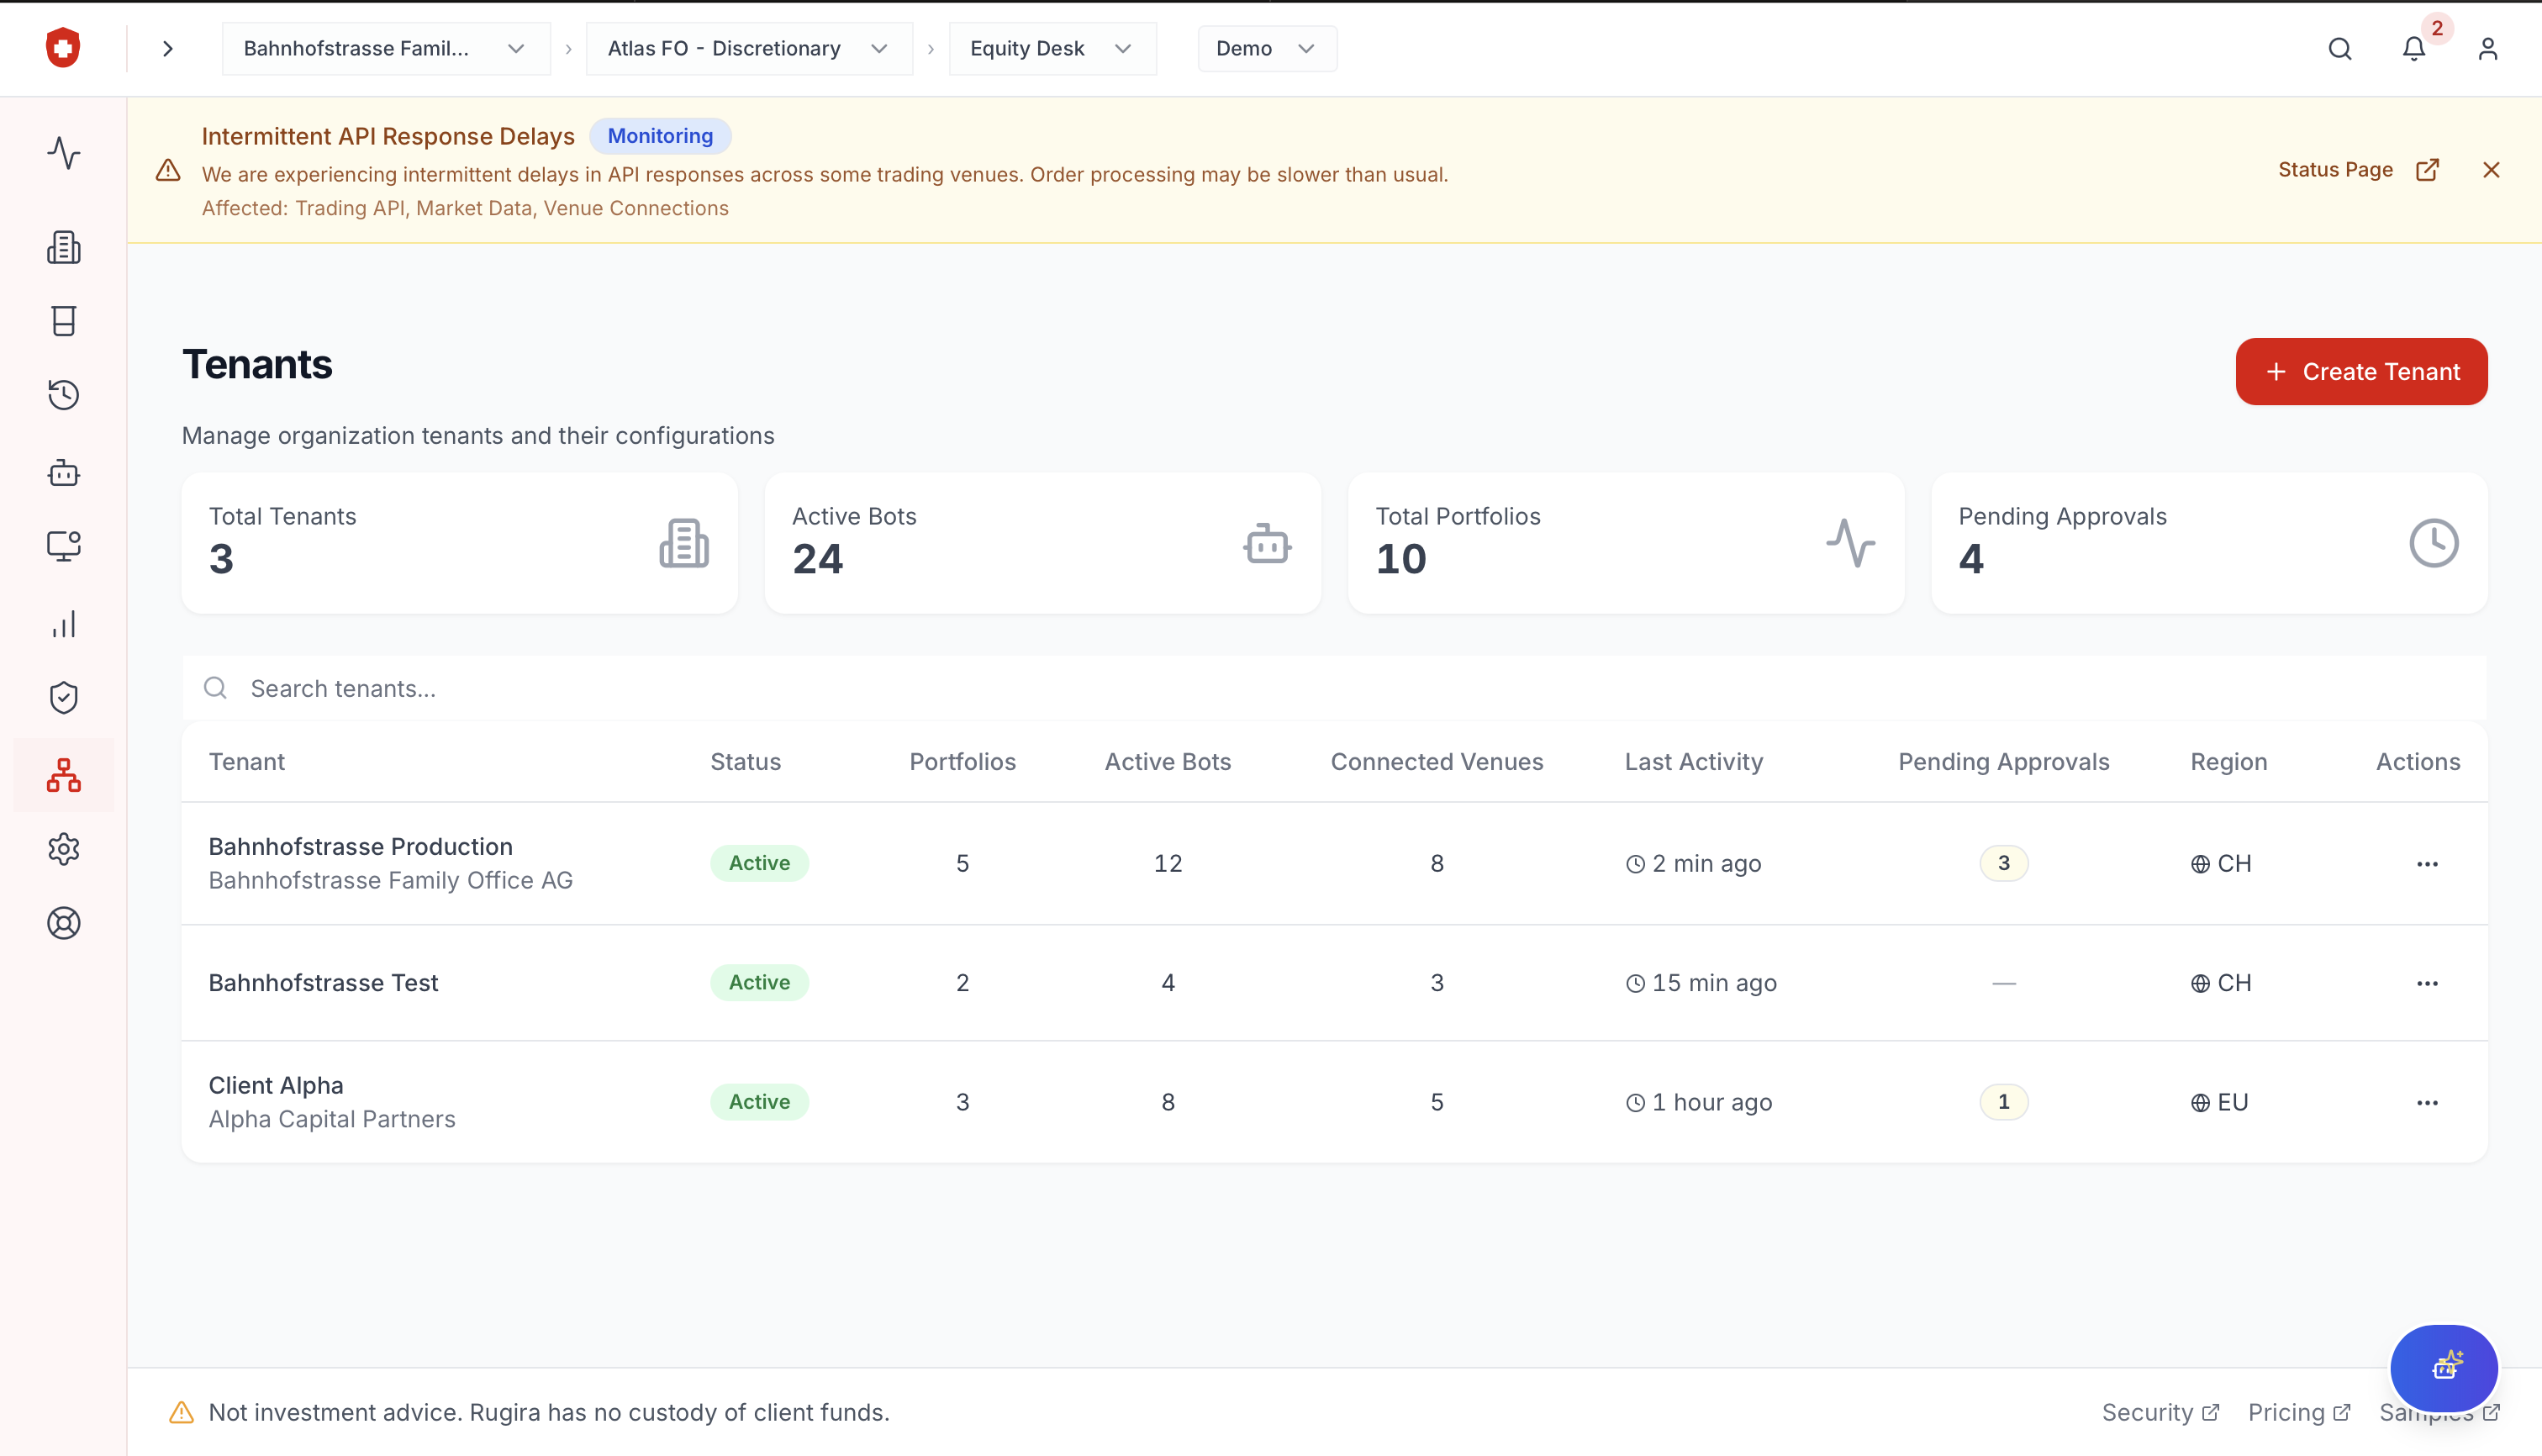 Bahnhofstrasse Famil...
Atlas FO - Discretionary
Equity Desk
Demo
2
Intermittent API Response Delays
Monitoring
We are experiencing intermittent delays in API responses across some trading venues. Order processing may be slower than usual.
Affected: Trading API, Market Data, Venue Connections
Status Page
Tenants
Create Tenant
Manage organization tenants and their configurations
Total Tenants
3
Active Bots
24
Total Portfolios
10
Pending Approvals
4
Search tenants...
Tenant Status Portfolios Active Bots Connected Venues Last Activity Pending Approvals Region Actions
Bahnhofstrasse Production
Bahnhofstrasse Family Office AG
Active 5 12 8 2 min ago 3 CH
Bahnhofstrasse Test Active 2 4 3 15 min ago — CH
Client Alpha
Alpha Capital Partners
Active 3 8 5 1 hour ago 1 EU
Not investment advice. Rugira has no custody of client funds.
Security
Pricing
Samples